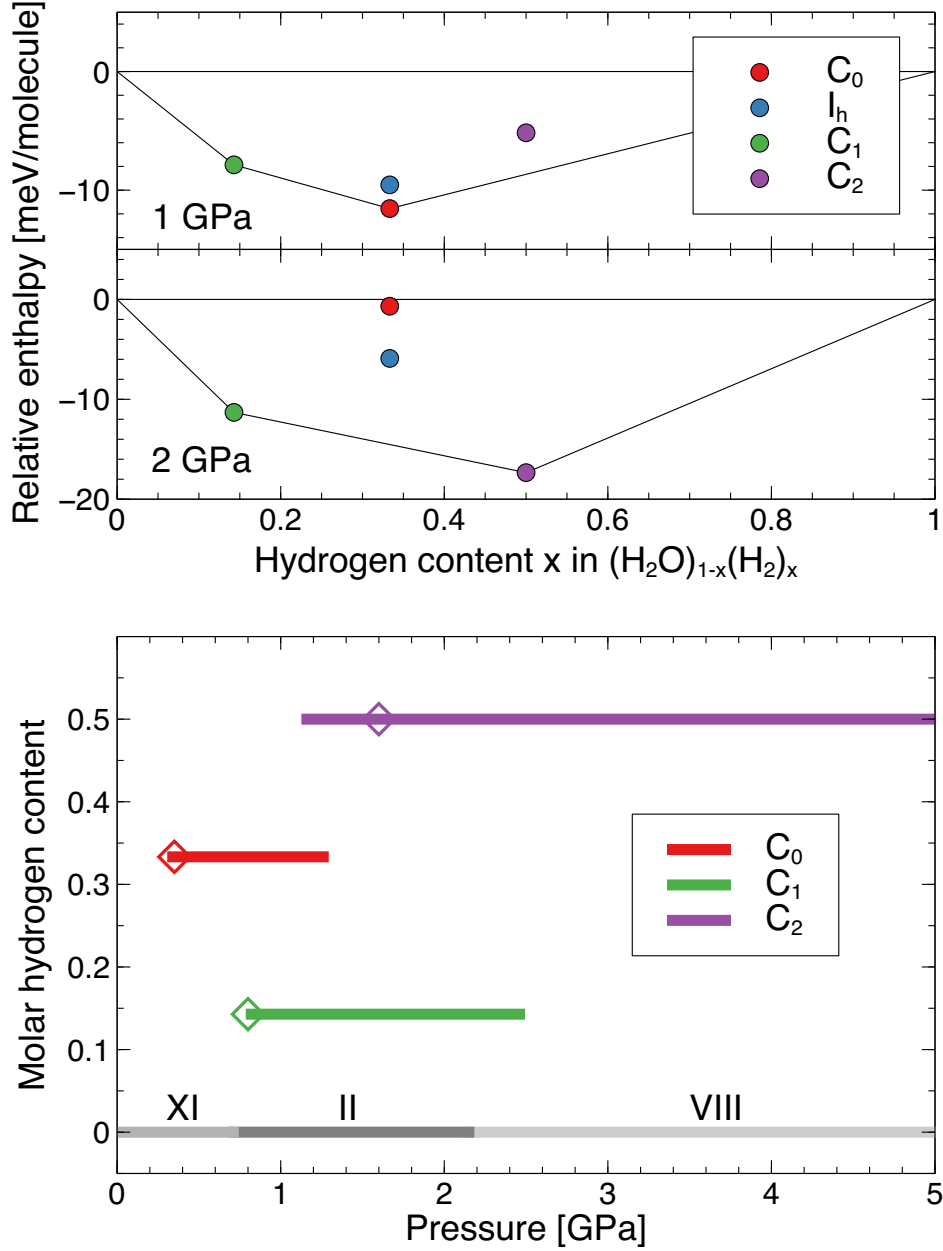 Relative enthalpy [meV/molecule]
0
−10
1 GPa
C₀
Iₕ
C₁
C₂
0
−10
−20
2 GPa
0 0.2 0.4 0.6 0.8 1
Hydrogen content x in (H₂O)₁₋ₓ(H₂)ₓ
Molar hydrogen content
0.5
0.4
0.3
0.2
0.1
0
C₀
C₁
C₂
XI II VIII
0 1 2 3 4 5
Pressure [GPa]